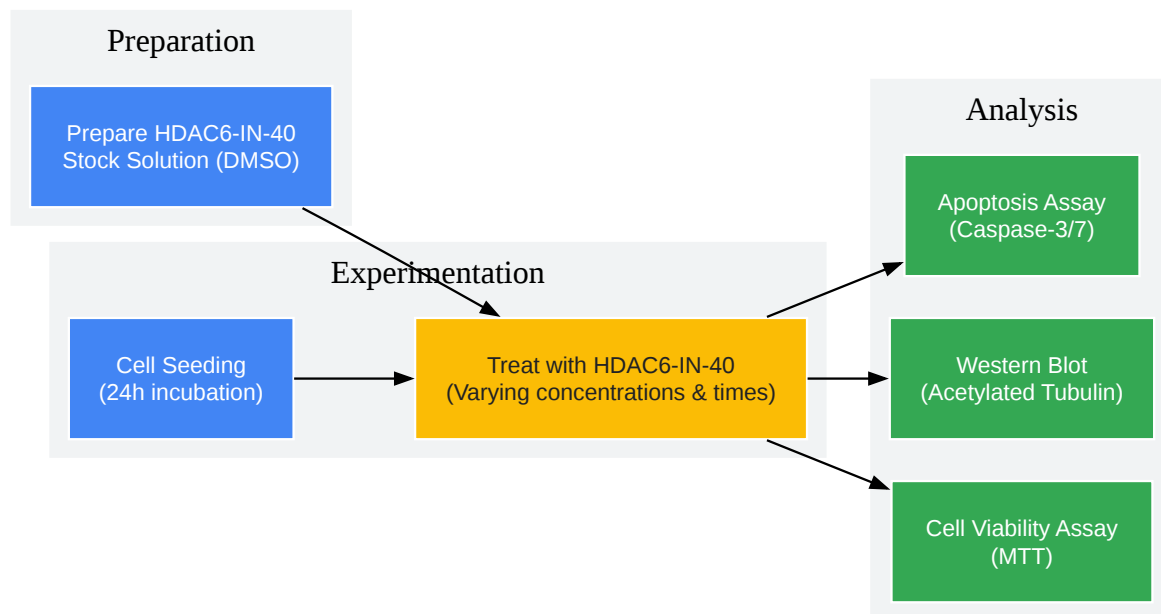 Preparation
Prepare HDAC6-IN-40
Stock Solution (DMSO)
Experimentation
Cell Seeding
(24h incubation)
Treat with HDAC6-IN-40
(Varying concentrations & times)
Analysis
Apoptosis Assay
(Caspase-3/7)
Western Blot
(Acetylated Tubulin)
Cell Viability Assay
(MTT)